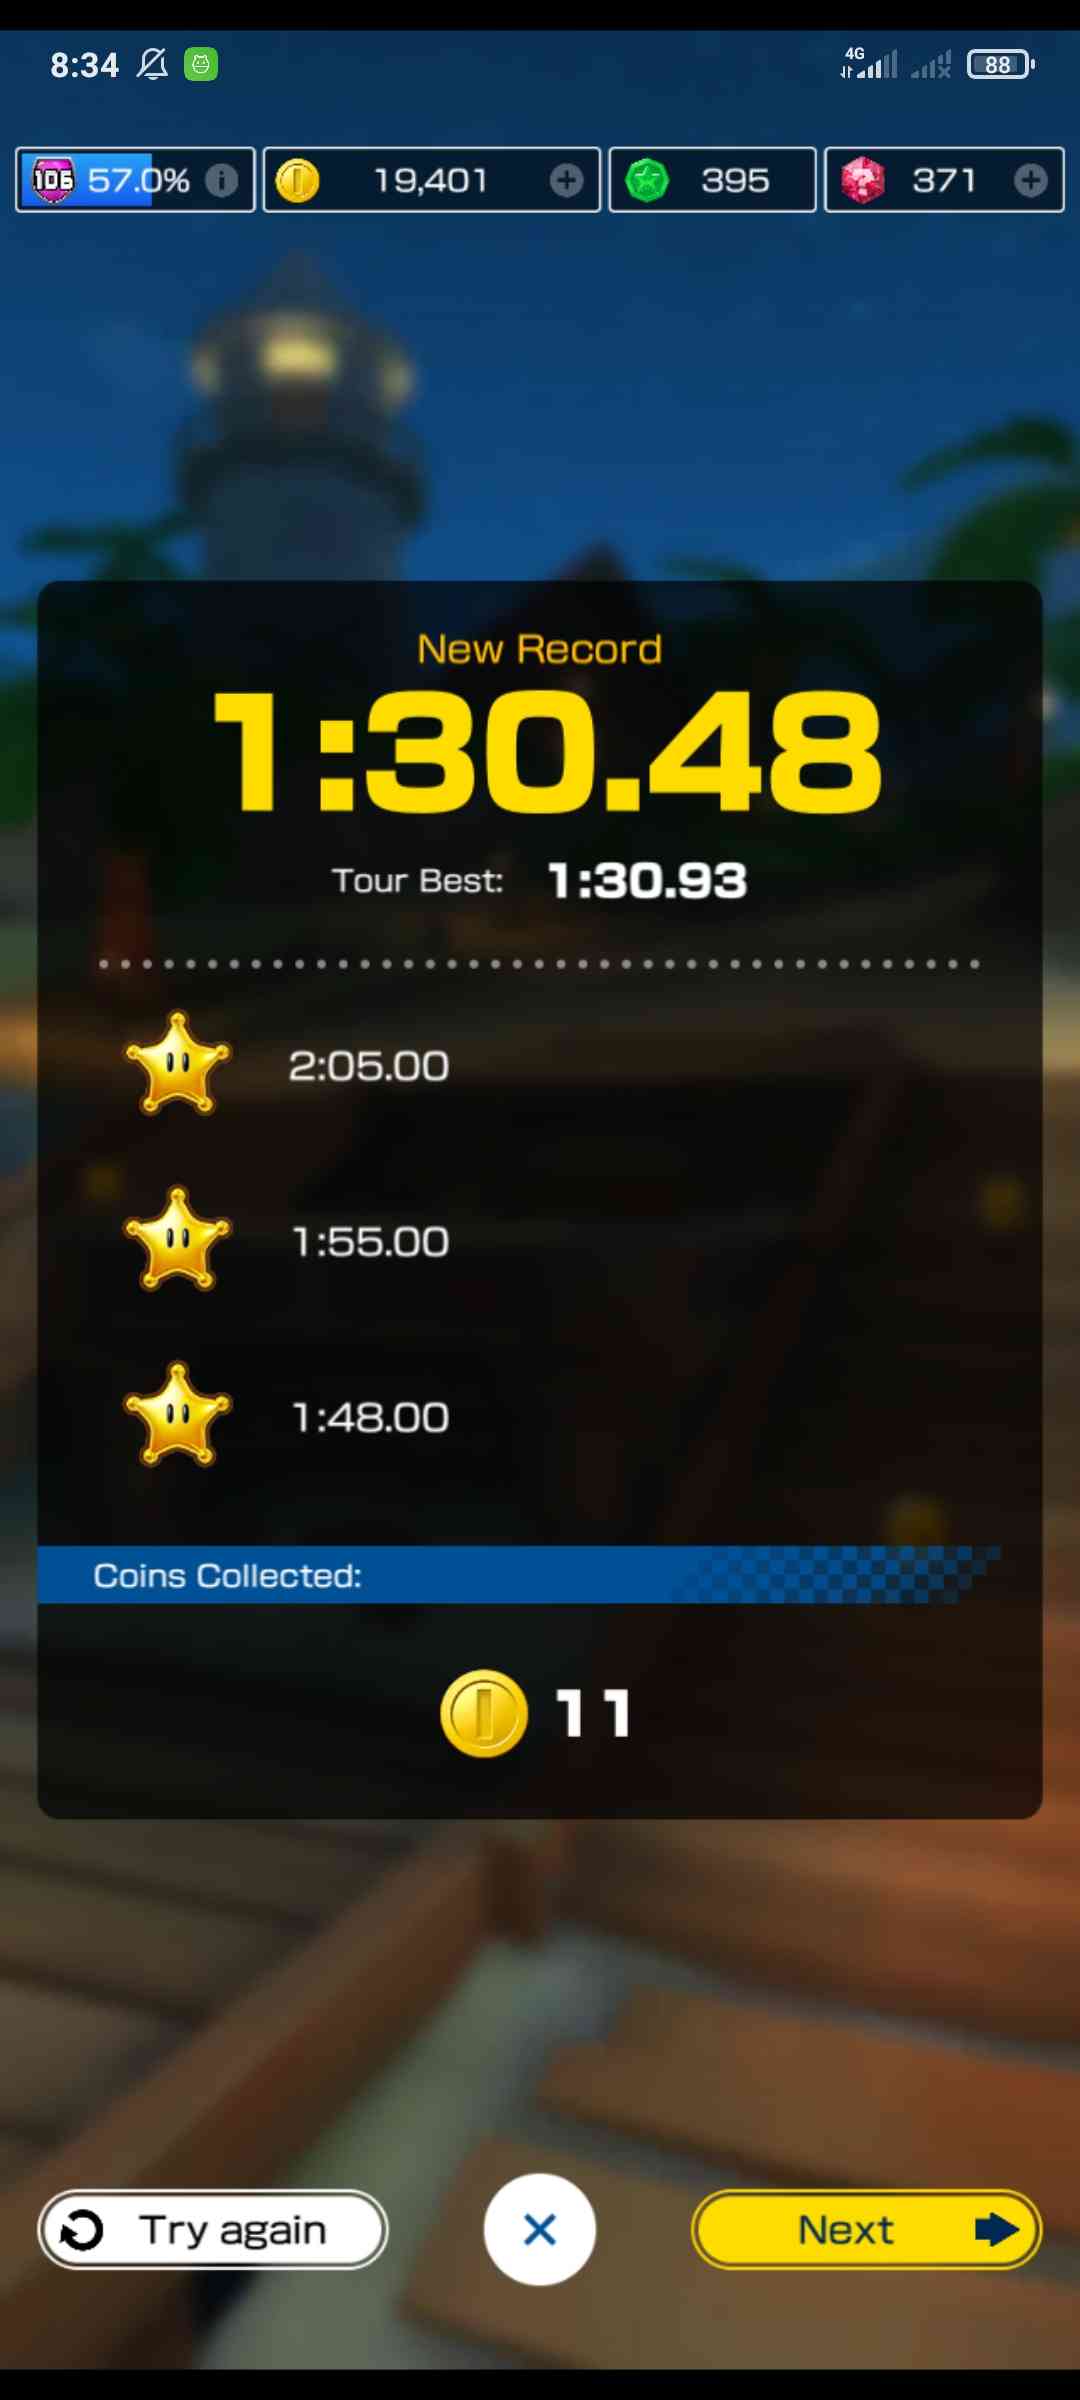 8:34 4G 88
106 57.0% 19,401 395 371
New Record
1:30.48
Tour Best: 1:30.93
2:05.00
1:55.00
1:48.00
Coins Collected:
11
Try again Next